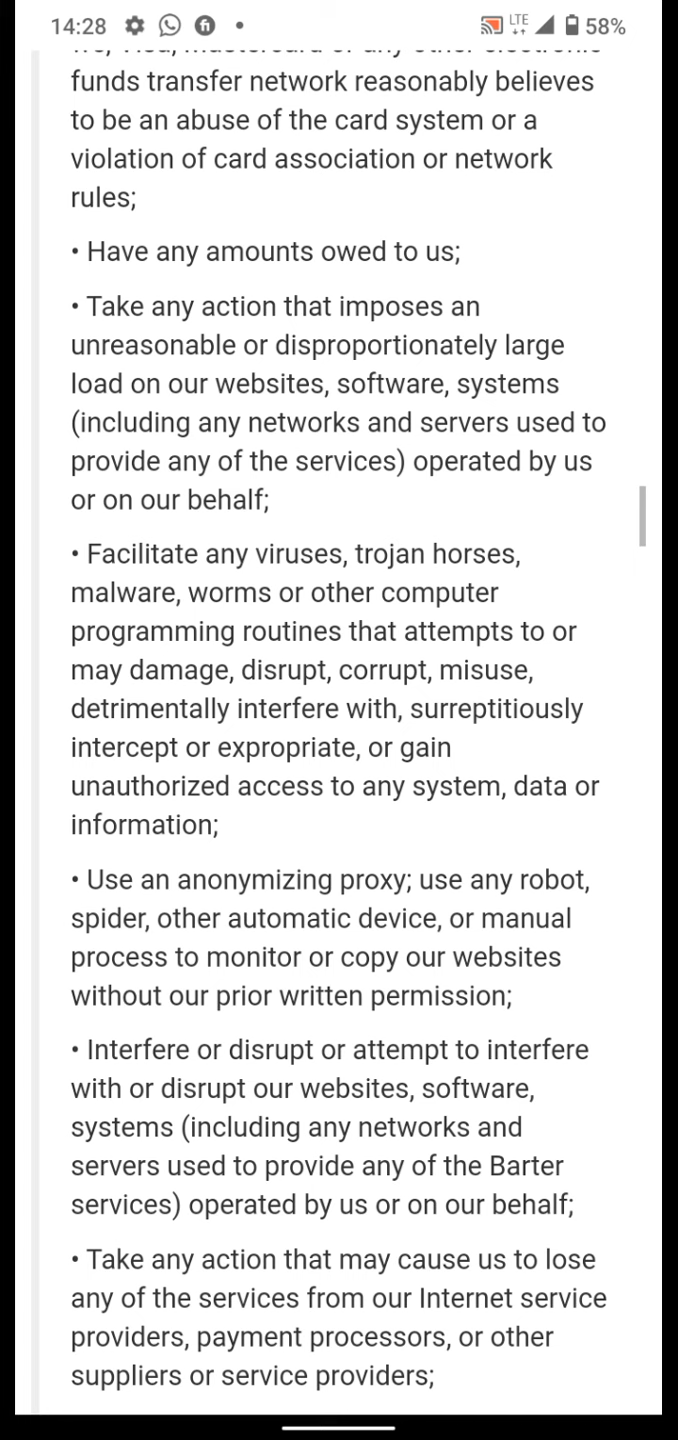 14:28
LTE
58%
funds transfer network reasonably believes
to be an abuse of the card system or a
violation of card association or network
rules;
• Have any amounts owed to us;
• Take any action that imposes an
unreasonable or disproportionately large
load on our websites, software, systems
(including any networks and servers used to
provide any of the services) operated by us
or on our behalf;
• Facilitate any viruses, trojan horses,
malware, worms or other computer
programming routines that attempts to or
may damage, disrupt, corrupt, misuse,
detrimentally interfere with, surreptitiously
intercept or expropriate, or gain
unauthorized access to any system, data or
information;
• Use an anonymizing proxy; use any robot,
spider, other automatic device, or manual
process to monitor or copy our websites
without our prior written permission;
• Interfere or disrupt or attempt to interfere
with or disrupt our websites, software,
systems (including any networks and
servers used to provide any of the Barter
services) operated by us or on our behalf;
• Take any action that may cause us to lose
any of the services from our Internet service
providers, payment processors, or other
suppliers or service providers;